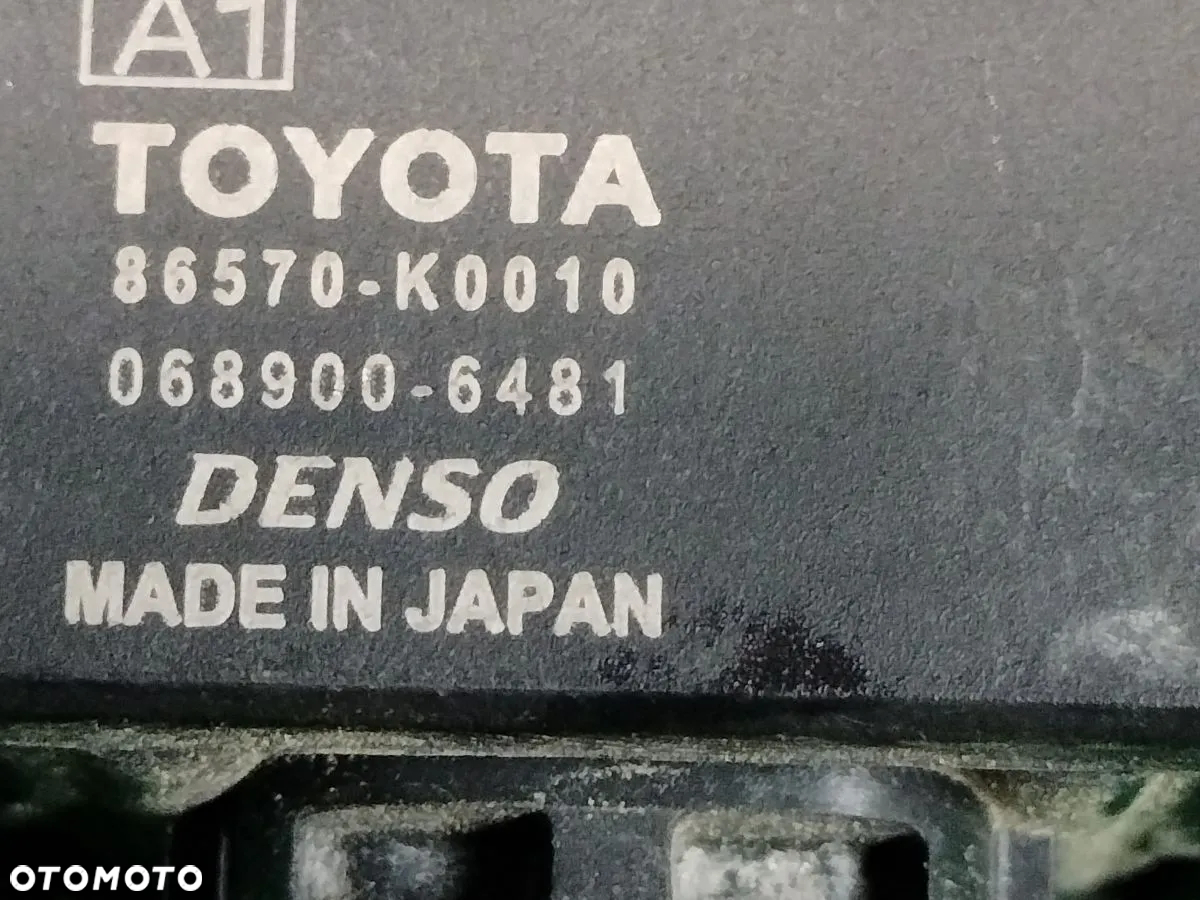 A1
TOYOTA
86570-K0010
068900-6481
DENSO
MADE IN JAPAN
OTOMOTO